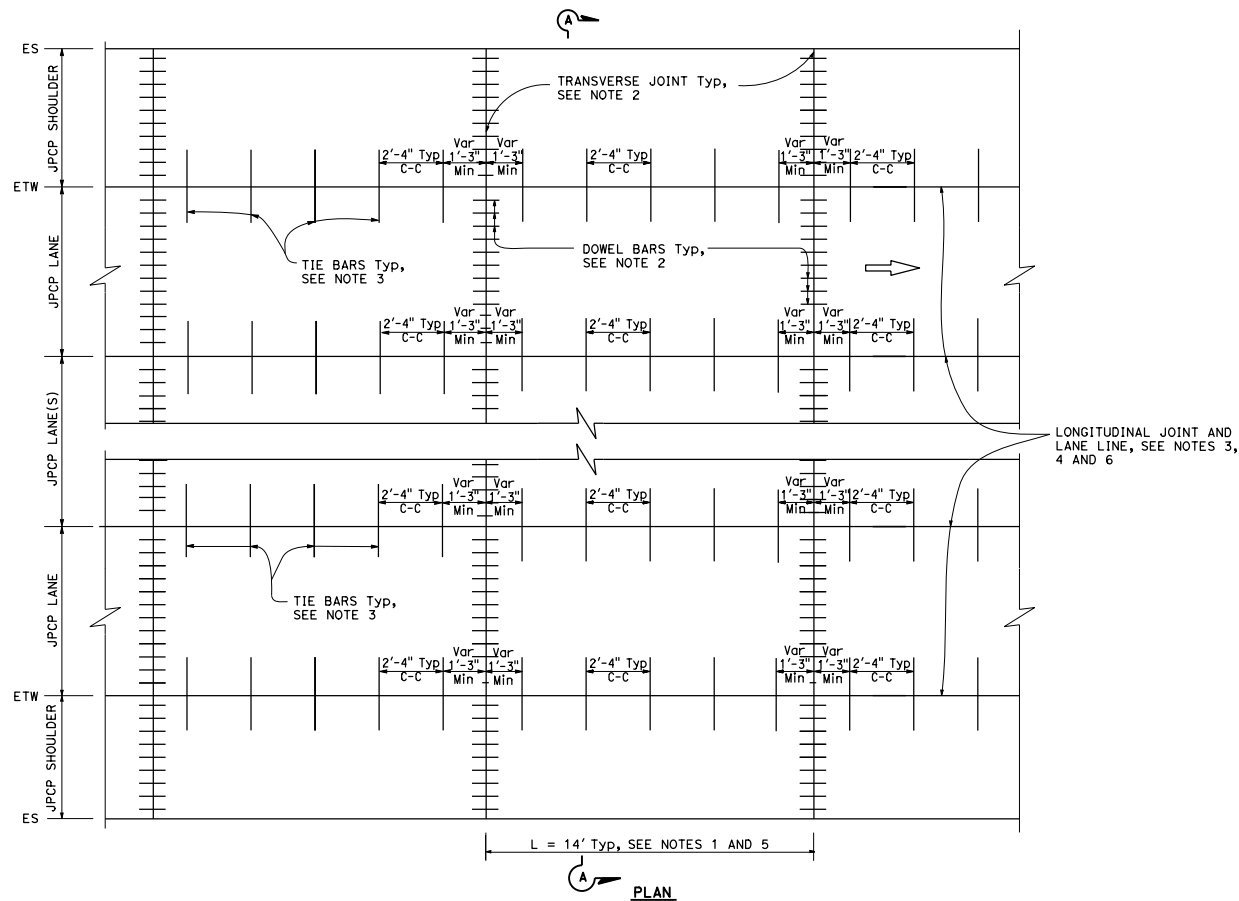 A
ES
TRANSVERSE JOINT Typ,
SEE NOTE 2
JPCP SHOULDER
2'-4" Typ
C-C
Var
1'-3"
Min
Var
1'-3"
Min
2'-4" Typ
C-C
Var
1'-3"
Min
Var
1'-3"
Min
2'-4" Typ
C-C
ETW
JPCP LANE
TIE BARS Typ,
SEE NOTE 3
DOWEL BARS Typ,
SEE NOTE 2
2'-4" Typ
C-C
Var
1'-3"
Min
Var
1'-3"
Min
2'-4" Typ
C-C
Var
1'-3"
Min
Var
1'-3"
Min
2'-4" Typ
C-C
JPCP LANE(S)
LONGITUDINAL JOINT AND
LANE LINE, SEE NOTES 3,
4 AND 6
2'-4" Typ
C-C
Var
1'-3"
Min
Var
1'-3"
Min
2'-4" Typ
C-C
Var
1'-3"
Min
Var
1'-3"
Min
2'-4" Typ
C-C
JPCP LANE
TIE BARS Typ,
SEE NOTE 3
2'-4" Typ
C-C
Var
1'-3"
Min
Var
1'-3"
Min
2'-4" Typ
C-C
Var
1'-3"
Min
Var
1'-3"
Min
2'-4" Typ
C-C
ETW
JPCP SHOULDER
ES
L = 14' Typ, SEE NOTES 1 AND 5
A
PLAN